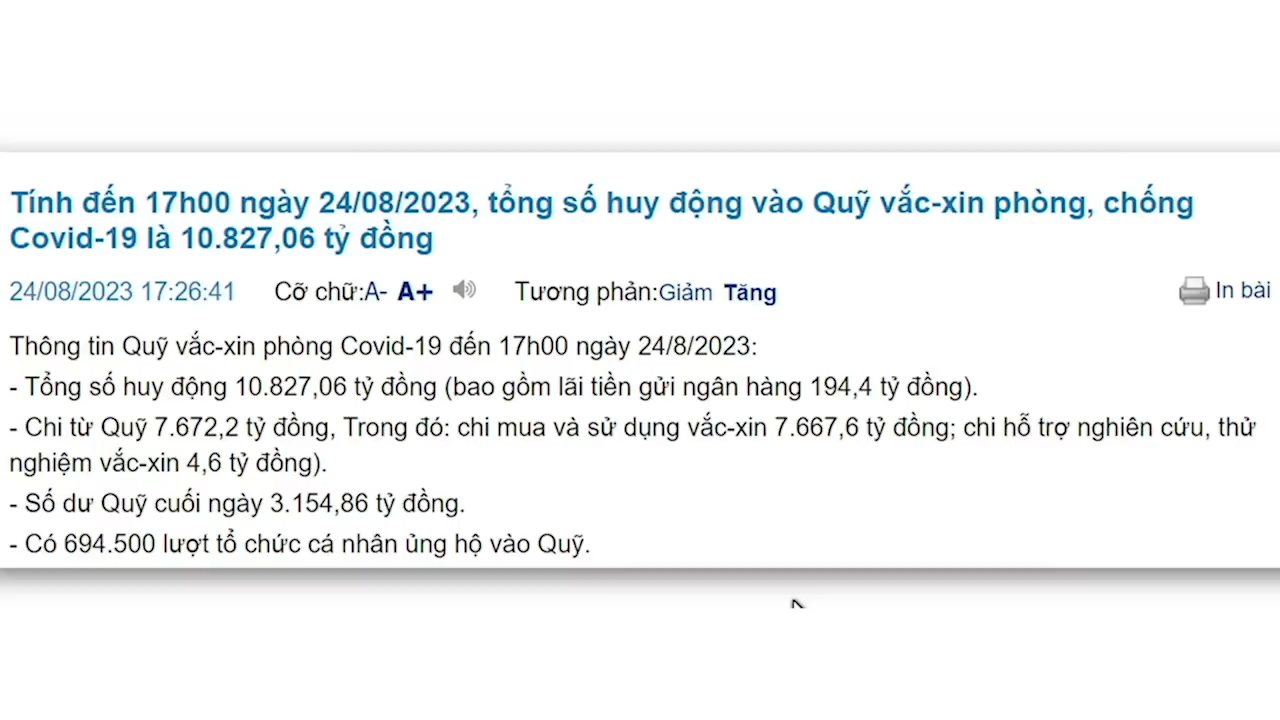 Tính đến 17h00 ngày 24/08/2023, tổng số huy động vào Quỹ vắc-xin phòng, chống
Covid-19 là 10.827,06 tỷ đồng
24/08/2023 17:26:41 Cỡ chữ:A- A+ Tương phản:Giảm Tăng In bài
Thông tin Quỹ vắc-xin phòng Covid-19 đến 17h00 ngày 24/8/2023:
- Tổng số huy động 10.827,06 tỷ đồng (bao gồm lãi tiền gửi ngân hàng 194,4 tỷ đồng).
- Chi từ Quỹ 7.672,2 tỷ đồng, Trong đó: chi mua và sử dụng vắc-xin 7.667,6 tỷ đồng; chi hỗ trợ nghiên cứu, thử
nghiệm vắc-xin 4,6 tỷ đồng).
- Số dư Quỹ cuối ngày 3.154,86 tỷ đồng.
- Có 694.500 lượt tổ chức cá nhân ủng hộ vào Quỹ.